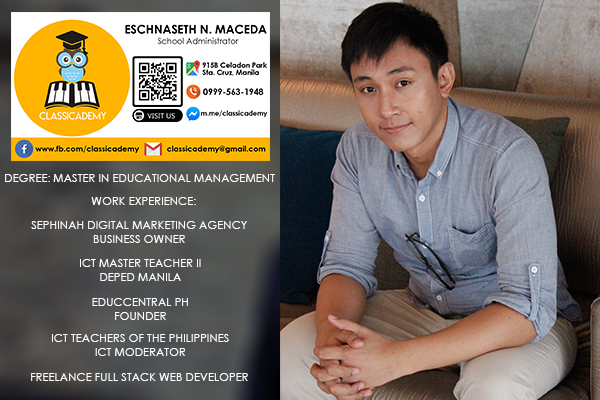 ESCHNASETH N. MACEDA
School Administrator
CLASSICADEMY
915B Celadon Park
Sta. Cruz, Manila
0999-563-1948
VISIT US
m.me/classicademy
www.fb.com/classicademy
classicademy@gmail.com
DEGREE: MASTER IN EDUCATIONAL MANAGEMENT
WORK EXPERIENCE:
SEPHINAH DIGITAL MARKETING AGENCY
BUSINESS OWNER
ICT MASTER TEACHER II
DEPED MANILA
EDUCCENTRAL PH
FOUNDER
ICT TEACHERS OF THE PHILIPPINES
ICT MODERATOR
FREELANCE FULL STACK WEB DEVELOPER